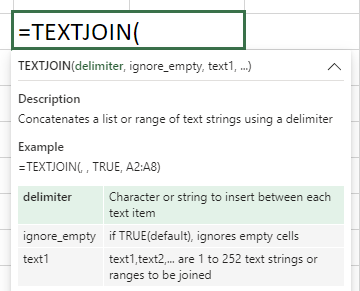 =TEXTJOIN(
TEXTJOIN(delimiter, ignore_empty, text1, ...)
Description
Concatenates a list or range of text strings using a delimiter
Example
=TEXTJOIN(, , TRUE, A2:A8)
delimiter Character or string to insert between each
text item
ignore_empty if TRUE(default), ignores empty cells
text1 text1,text2,... are 1 to 252 text strings or
ranges to be joined